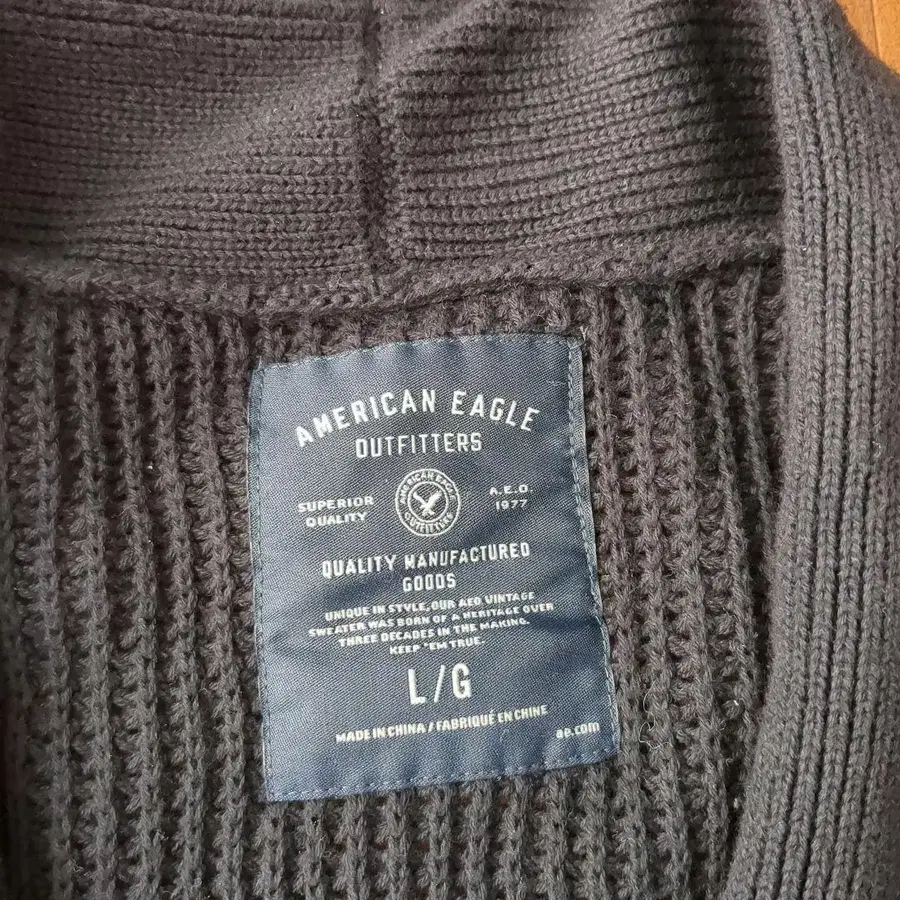 AMERICAN EAGLE
OUTFITTERS
SUPERIOR
QUALITY
AMERICAN EAGLE
OUTFITTERS
A.E.O.
1977
QUALITY MANUFACTURED
GOODS
UNIQUE IN STYLE, OUR AEO VINTAGE
SWEATER WAS BORN OF A HERITAGE OVER
THREE DECADES IN THE MAKING.
KEEP 'EM TRUE.
L/G
MADE IN CHINA / FABRIQUÉ EN CHINE
ae.com